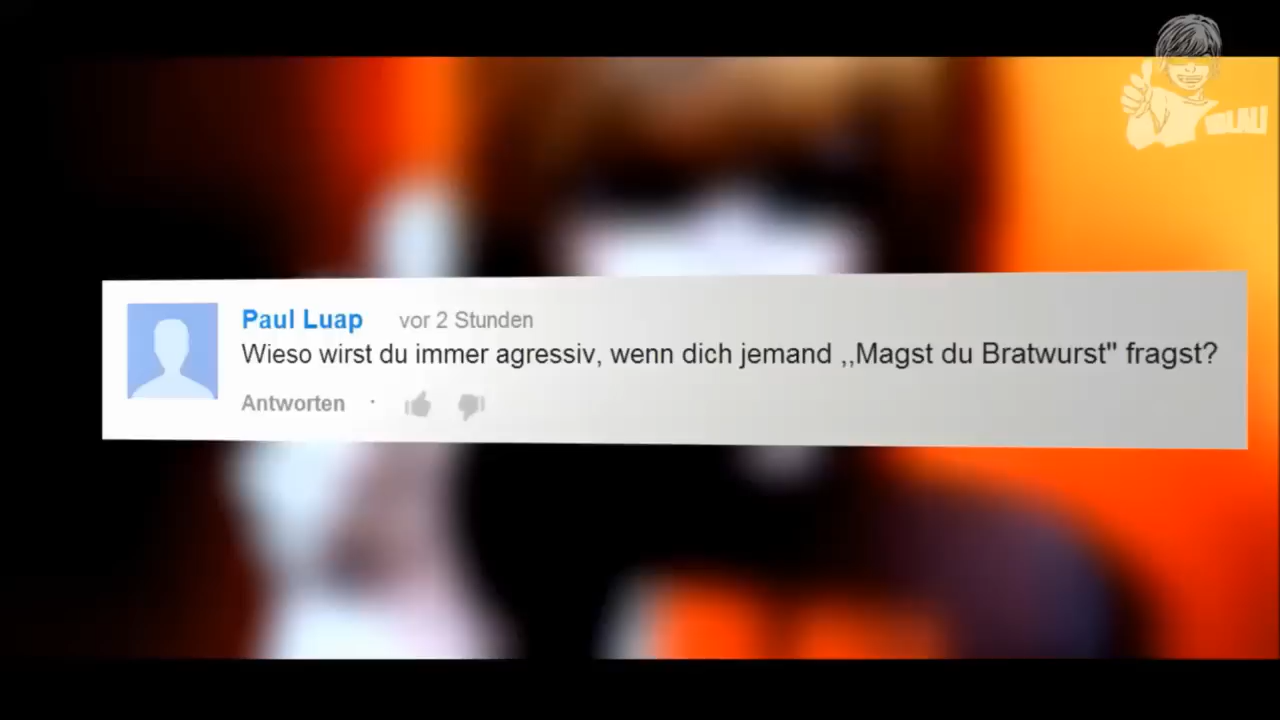 Paul Luap vor 2 Stunden
Wieso wirst du immer agressiv, wenn dich jemand ,,Magst du Bratwurst" fragst?
Antworten ·